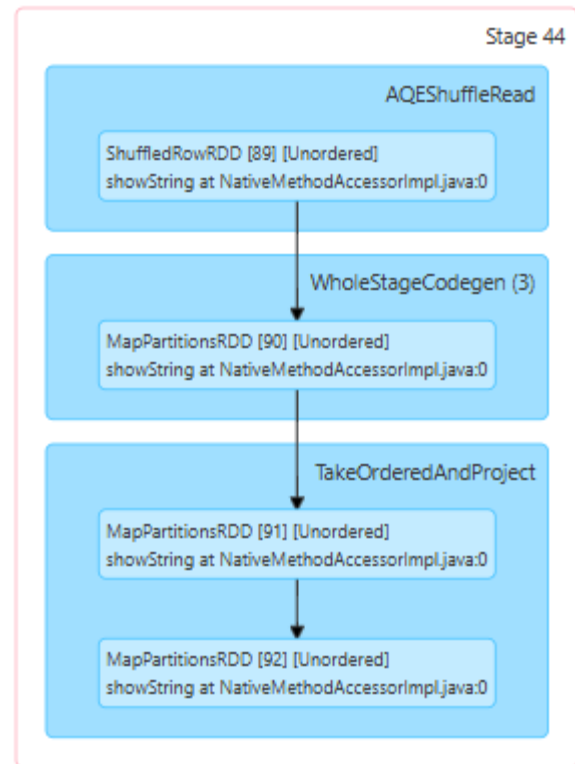 Stage 44
AQEShuffleRead
ShuffledRowRDD [89] [Unordered]
showString at NativeMethodAccessorImpl.java:0
WholeStageCodegen (3)
MapPartitionsRDD [90] [Unordered]
showString at NativeMethodAccessorImpl.java:0
TakeOrderedAndProject
MapPartitionsRDD [91] [Unordered]
showString at NativeMethodAccessorImpl.java:0
MapPartitionsRDD [92] [Unordered]
showString at NativeMethodAccessorImpl.java:0